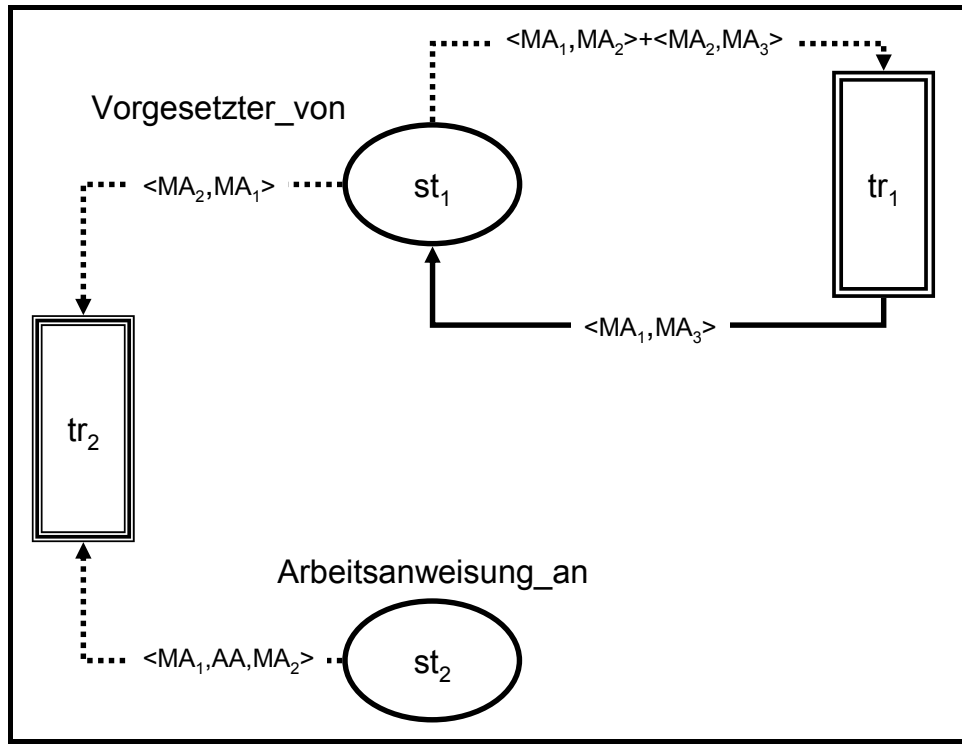 <MA₁,MA₂>+<MA₂,MA₃>
Vorgesetzter_von
<MA₂,MA₁>
st₁
tr₁
<MA₁,MA₃>
tr₂
Arbeitsanweisung_an
<MA₁,AA,MA₂>
st₂